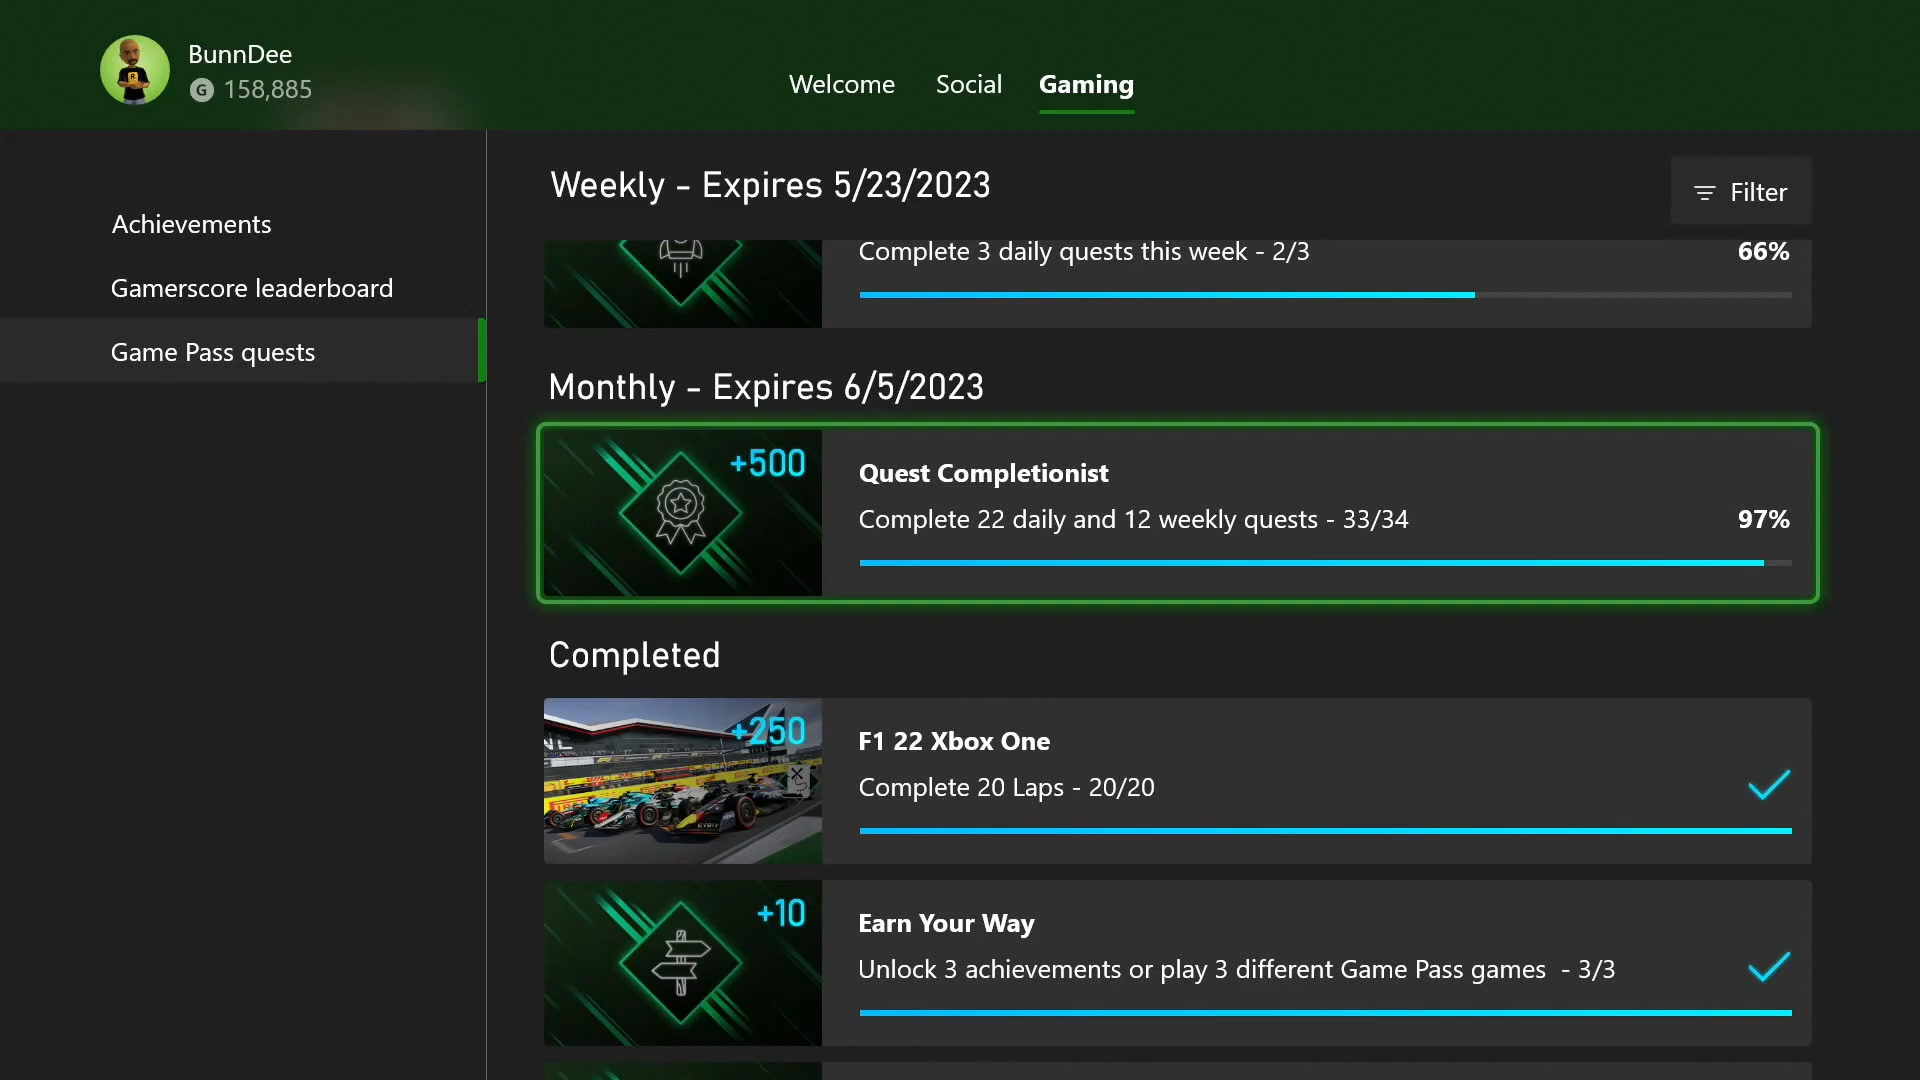 BunnDee
G 158,885
Welcome Social Gaming
Achievements
Gamerscore leaderboard
Game Pass quests
Weekly - Expires 5/23/2023
Filter
Complete 3 daily quests this week - 2/3
66%
Monthly - Expires 6/5/2023
+500
Quest Completionist
Complete 22 daily and 12 weekly quests - 33/34
97%
Completed
+250
F1 22 Xbox One
Complete 20 Laps - 20/20
+10
Earn Your Way
Unlock 3 achievements or play 3 different Game Pass games - 3/3